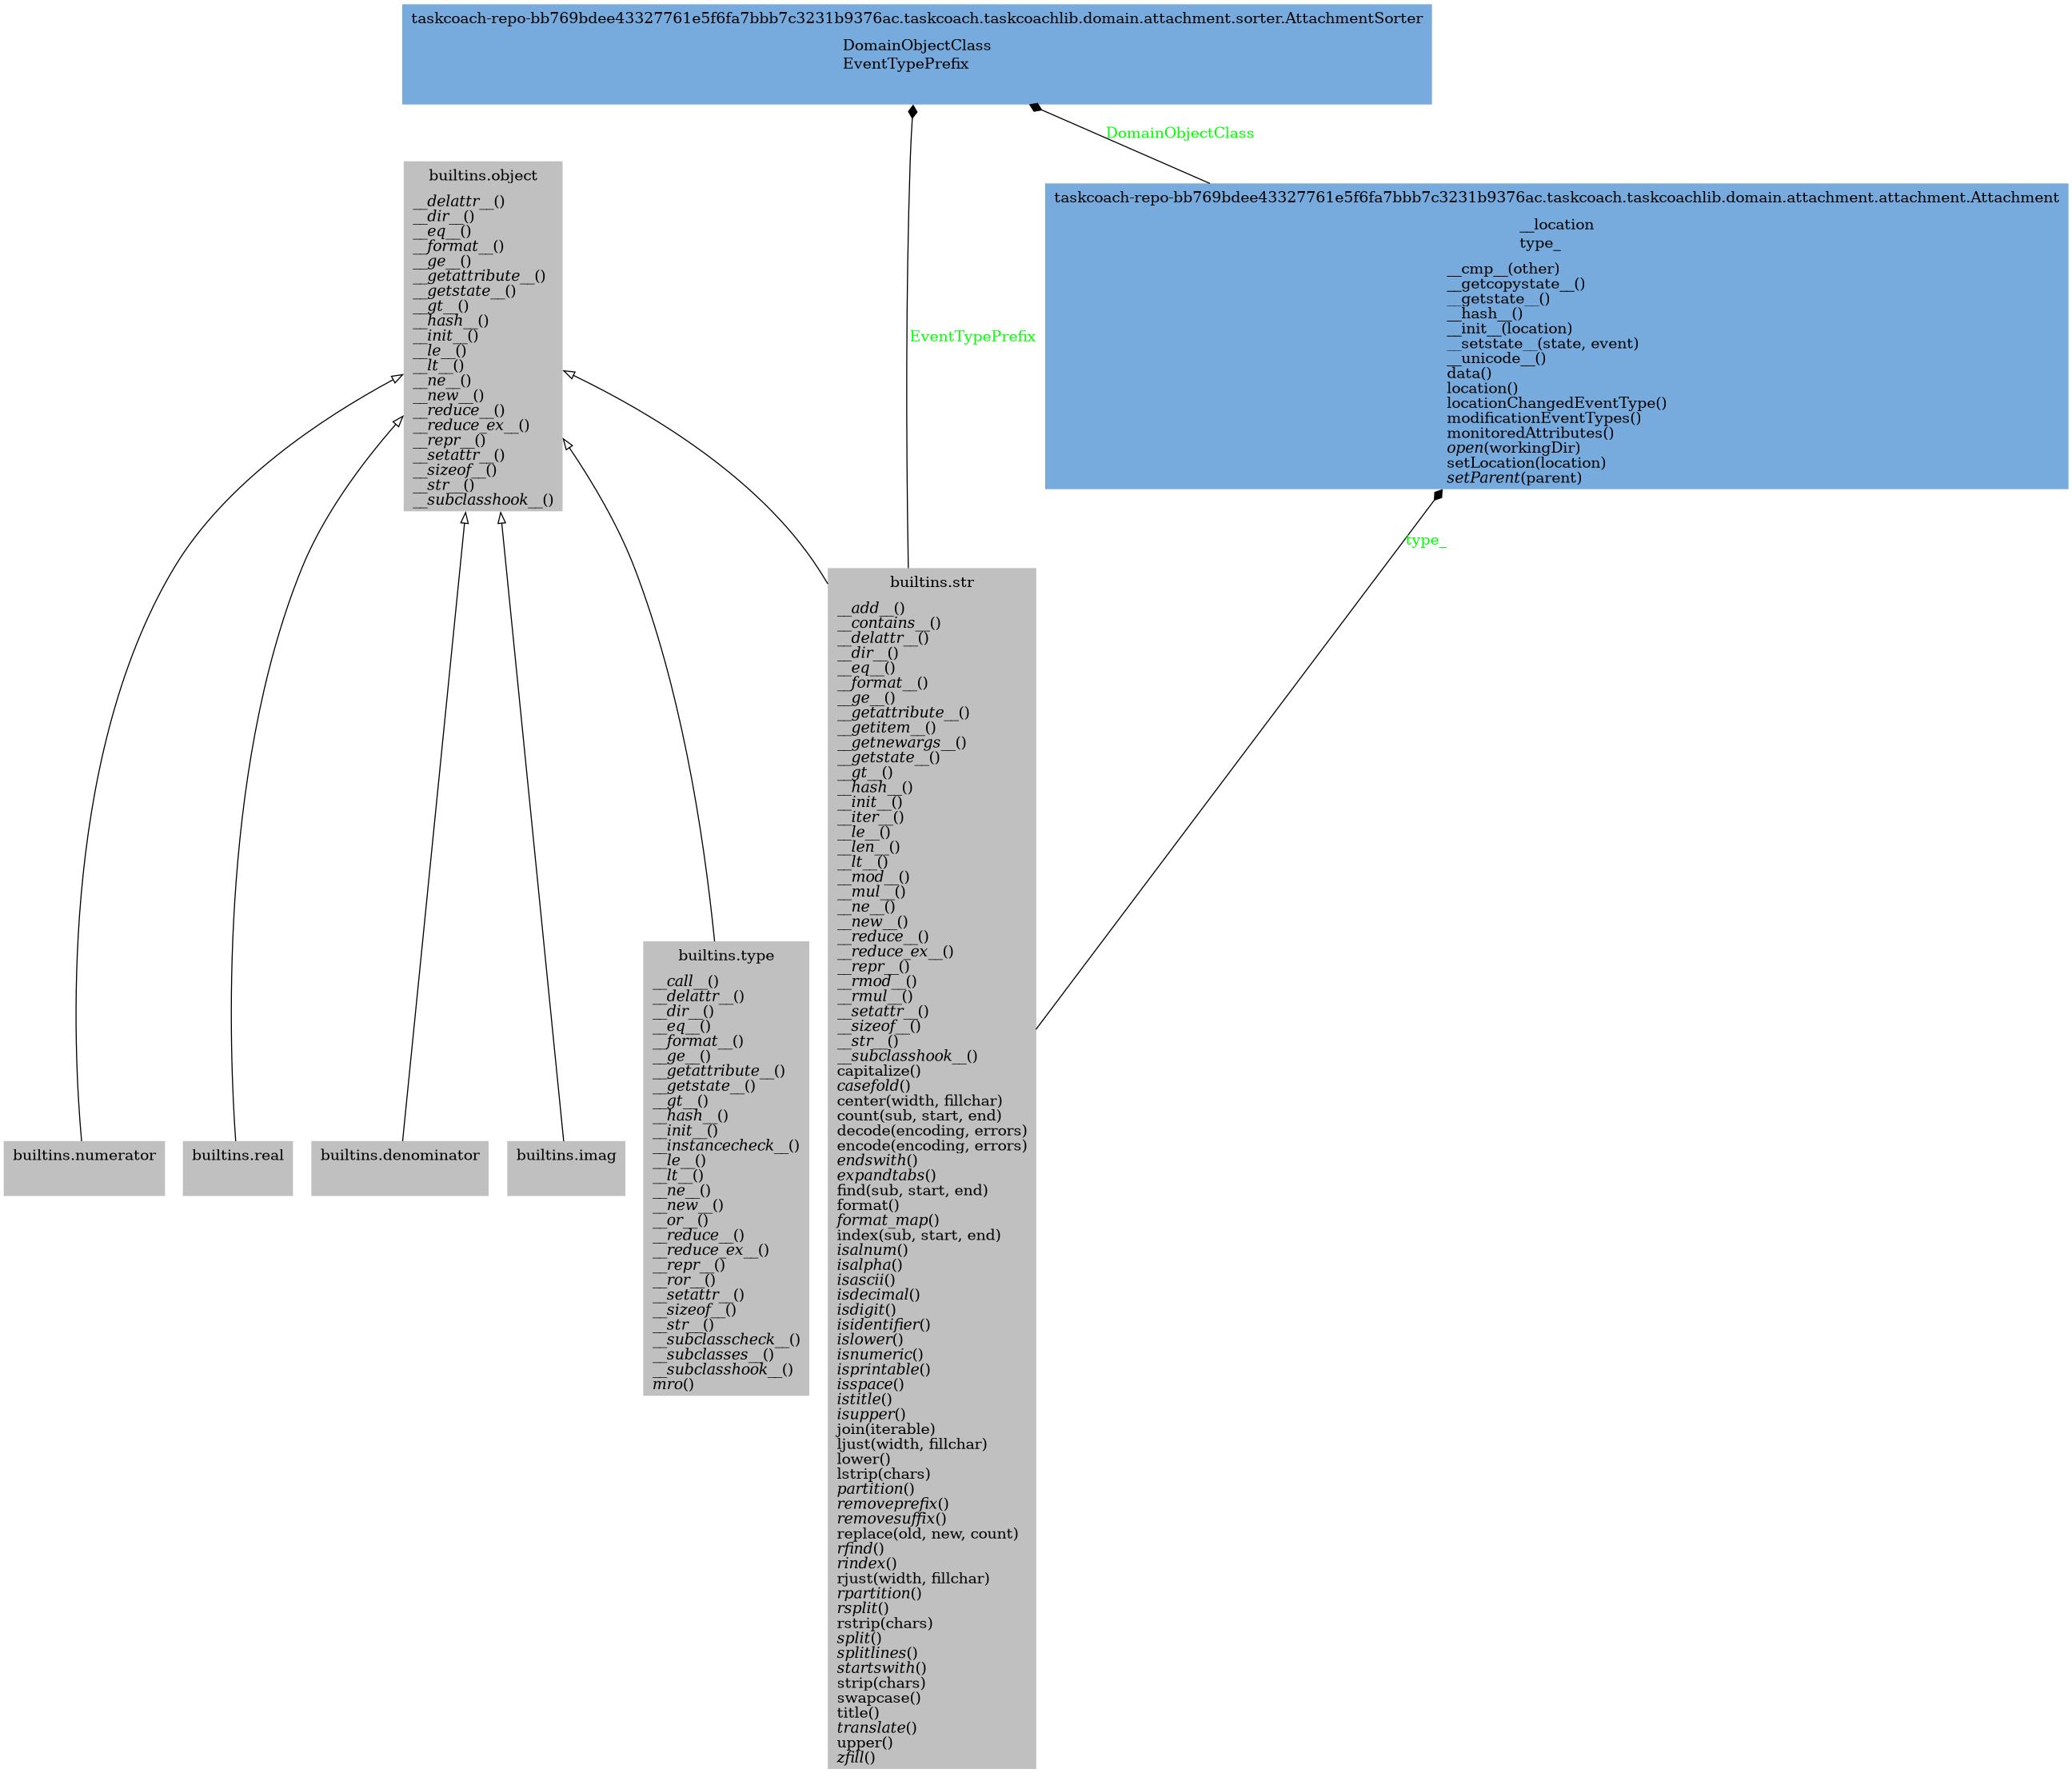 taskcoach-repo-bb769bdee43327761e5f6fa7bbb7c3231b9376ac.taskcoach.taskcoachlib.domain.attachment.sorter.AttachmentSorter
DomainObjectClass
EventTypePrefix
DomainObjectClass
builtins.object
__delattr__()
__dir__()
__eq__()
__format__()
__ge__()
__getattribute__()
__getstate__()
__gt__()
__hash__()
__init__()
__le__()
__lt__()
__ne__()
__new__()
__reduce__()
__reduce_ex__()
__repr__()
__setattr__()
__sizeof__()
__str__()
__subclasshook__()
EventTypePrefix
taskcoach-repo-bb769bdee43327761e5f6fa7bbb7c3231b9376ac.taskcoach.taskcoachlib.domain.attachment.attachment.Attachment
__location
type_
__cmp__(other)
__getcopystate__()
__getstate__()
__hash__()
__init__(location)
__setstate__(state, event)
__unicode__()
data()
location()
locationChangedEventType()
modificationEventTypes()
monitoredAttributes()
open(workingDir)
setLocation(location)
setParent(parent)
type_
builtins.numerator
builtins.real
builtins.denominator
builtins.imag
builtins.type
__call__()
__delattr__()
__dir__()
__eq__()
__format__()
__ge__()
__getattribute__()
__getstate__()
__gt__()
__hash__()
__init__()
__instancecheck__()
__le__()
__lt__()
__ne__()
__new__()
__or__()
__reduce__()
__reduce_ex__()
__repr__()
__ror__()
__setattr__()
__sizeof__()
__str__()
__subclasscheck__()
__subclasses__()
__subclasshook__()
mro()
builtins.str
__add__()
__contains__()
__delattr__()
__dir__()
__eq__()
__format__()
__ge__()
__getattribute__()
__getitem__()
__getnewargs__()
__getstate__()
__gt__()
__hash__()
__init__()
__iter__()
__le__()
__len__()
__lt__()
__mod__()
__mul__()
__ne__()
__new__()
__reduce__()
__reduce_ex__()
__repr__()
__rmod__()
__rmul__()
__setattr__()
__sizeof__()
__str__()
__subclasshook__()
capitalize()
casefold()
center(width, fillchar)
count(sub, start, end)
decode(encoding, errors)
encode(encoding, errors)
endswith()
expandtabs()
find(sub, start, end)
format()
format_map()
index(sub, start, end)
isalnum()
isalpha()
isascii()
isdecimal()
isdigit()
isidentifier()
islower()
isnumeric()
isprintable()
isspace()
istitle()
isupper()
join(iterable)
ljust(width, fillchar)
lower()
lstrip(chars)
partition()
removeprefix()
removesuffix()
replace(old, new, count)
rfind()
rindex()
rjust(width, fillchar)
rpartition()
rsplit()
rstrip(chars)
split()
splitlines()
startswith()
strip(chars)
swapcase()
title()
translate()
upper()
zfill()